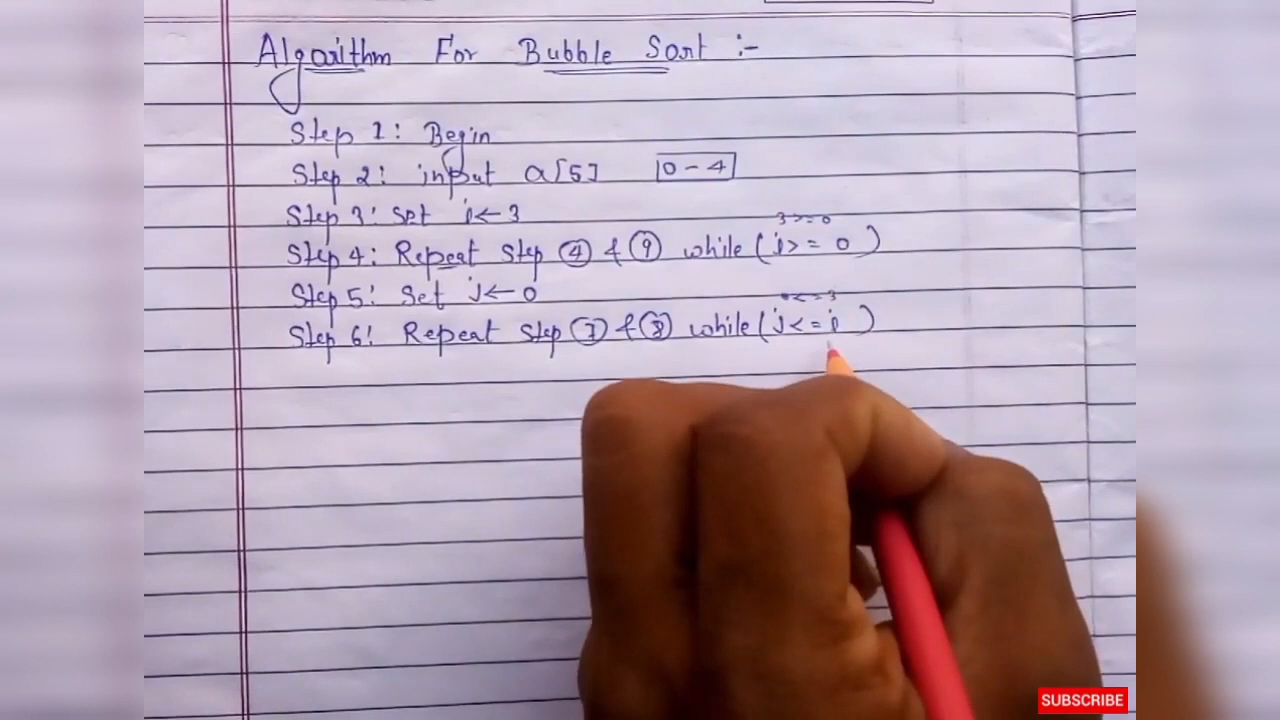 Algorithm For Bubble Sort :-
Step 1: Begin
Step 2: input a[5] 0-4
Step 3: Set i← 3
3>=0
Step 4: Repeat Step ④ & ⑨ while (i>= 0 )
Step 5: Set j← 0
0<=3
Step 6: Repeat Step ⑦ & ⑧ while (j<=i )
SUBSCRIBE